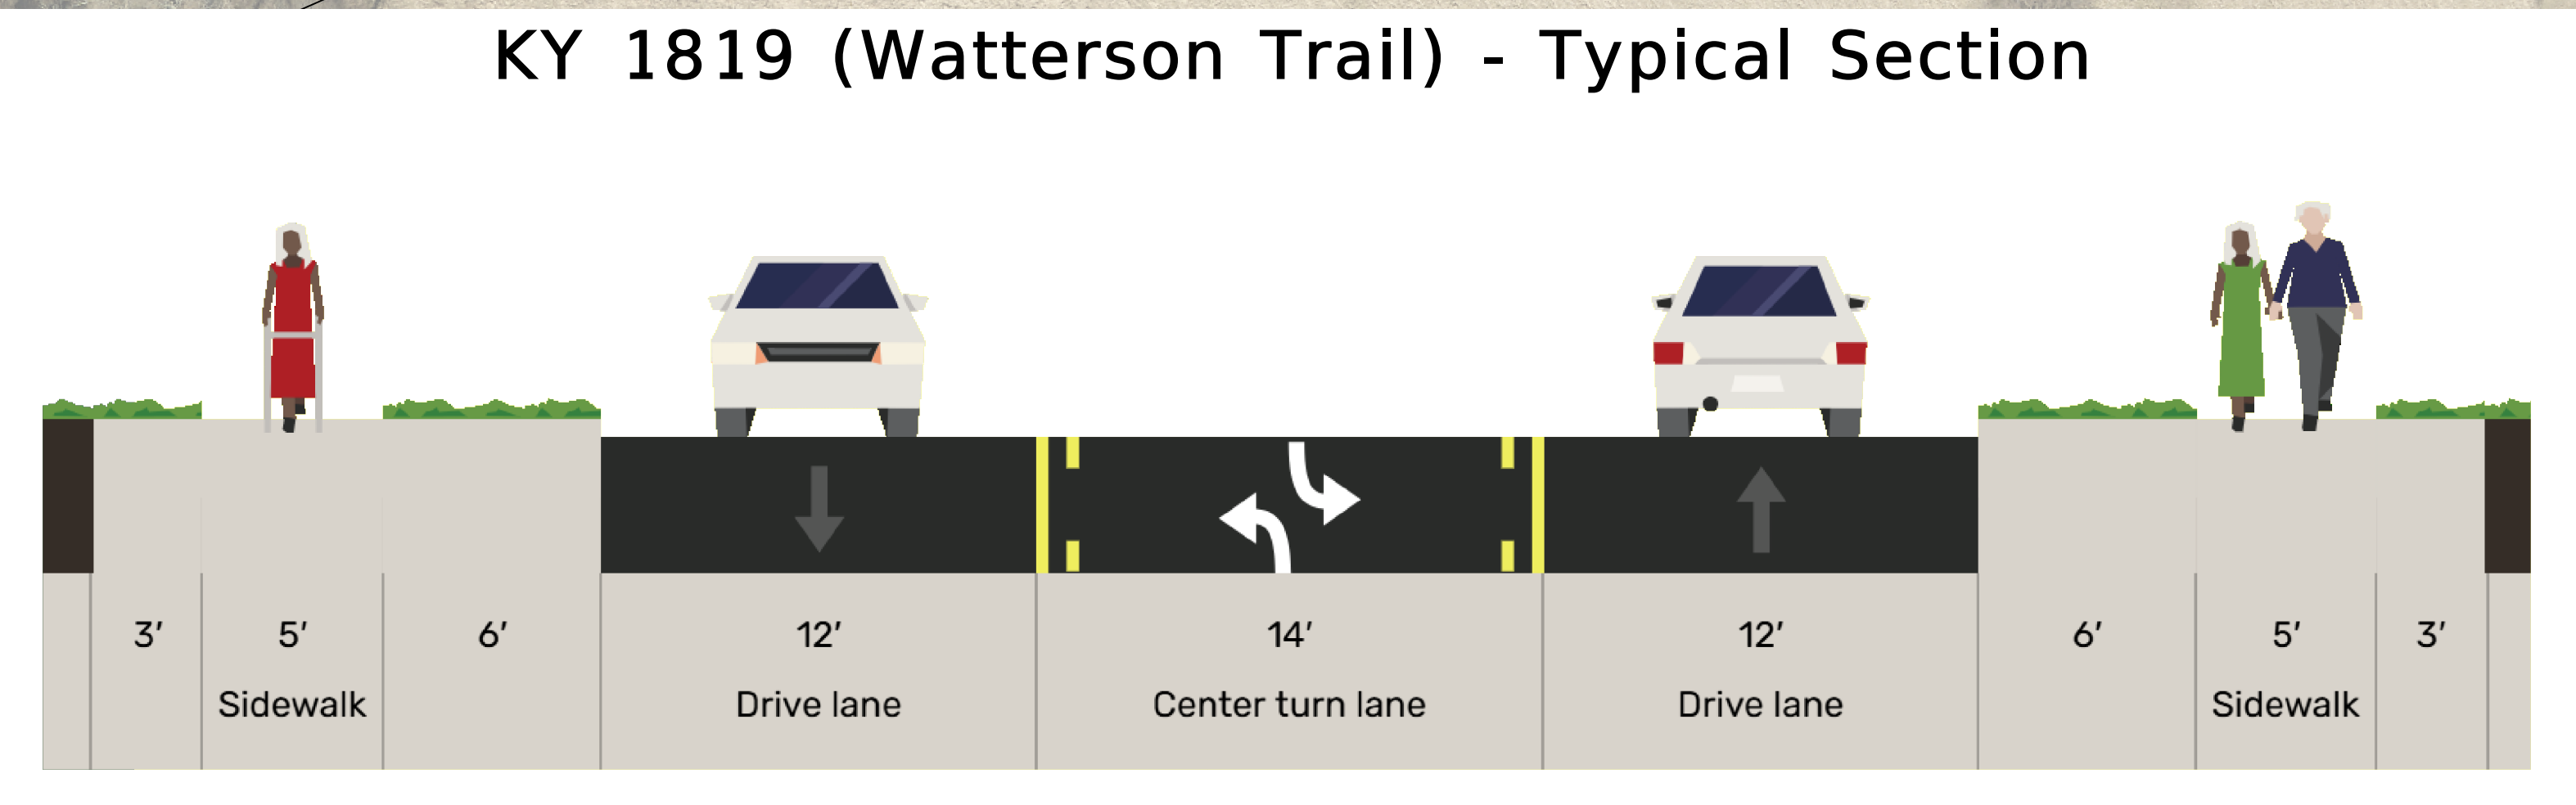 KY 1819 (Watterson Trail) - Typical Section
3' 5' 6' 12' 14' 12' 6' 5' 3'
Sidewalk Drive lane Center turn lane Drive lane Sidewalk